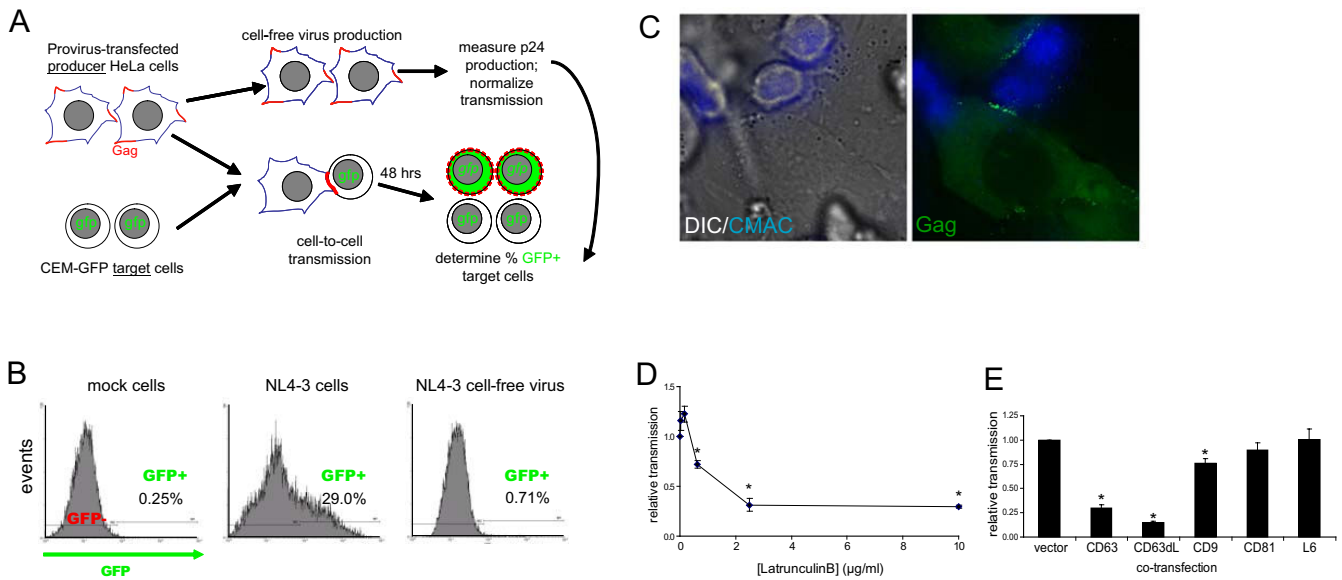 A
Provirus-transfected
producer HeLa cells
Gag
gfp gfp
CEM-GFP target cells
cell-free virus production
measure p24
production;
normalize
transmission
gfp
48 hrs
cell-to-cell
transmission
gfp gfp
gfp gfp
determine % GFP+
target cells
B
mock cells
NL4-3 cells
NL4-3 cell-free virus
events
GFP+
0.25%
GFP-
GFP+
29.0%
GFP+
0.71%
GFP
C
DIC/CMAC
Gag
D
relative transmission
1.5
1.0
0.5
0.0
*
*
*
0 2 4 6 8 10
[LatrunculinB] (µg/ml)
E
relative transmission
1.25
1.00
0.75
0.50
0.25
0.00
*
*
*
vector CD63 CD63dL CD9 CD81 L6
co-transfection